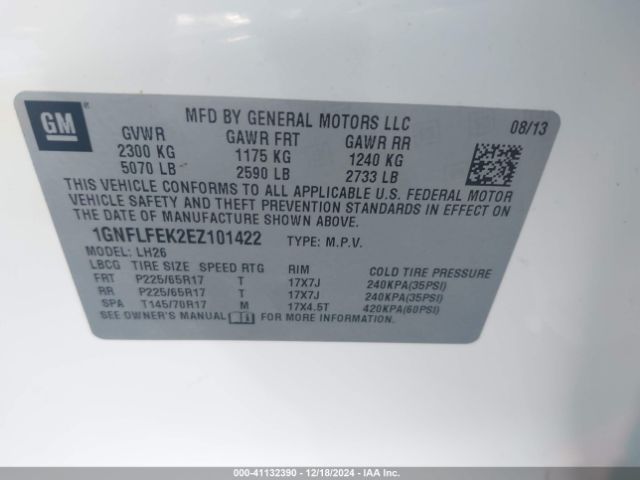 GM ®
MFD BY GENERAL MOTORS LLC 08/13
GVWR GAWR FRT GAWR RR
2300 KG 1175 KG 1240 KG
5070 LB 2590 LB 2733 LB
THIS VEHICLE CONFORMS TO ALL APPLICABLE U.S. FEDERAL MOTOR
VEHICLE SAFETY AND THEFT PREVENTION STANDARDS IN EFFECT ON
THE DATE OF MANUFACTURE SHOWN ABOVE.
1GNFLFEK2EZ101422 TYPE: M.P.V.
MODEL: LH26
LBCG TIRE SIZE SPEED RTG RIM COLD TIRE PRESSURE
FRT P225/65R17 T 17X7J 240KPA(35PSI)
RR P225/65R17 T 17X7J 240KPA(35PSI)
SPA T145/70R17 M 17X4.5T 420KPA(60PSI)
SEE OWNER'S MANUAL FOR MORE INFORMATION.
000-41132390 - 12/18/2024 - IAA Inc.